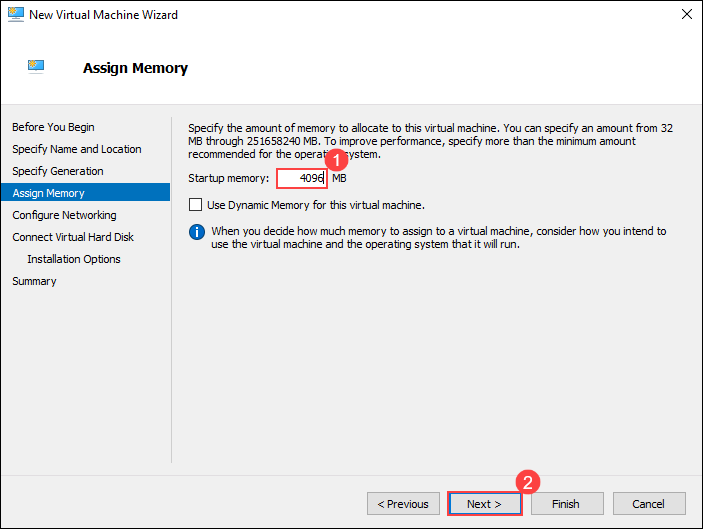 New Virtual Machine Wizard
Assign Memory
Before You Begin
Specify Name and Location
Specify Generation
Assign Memory
Configure Networking
Connect Virtual Hard Disk
Installation Options
Summary
Specify the amount of memory to allocate to this virtual machine. You can specify an amount from 32
MB through 251658240 MB. To improve performance, specify more than the minimum amount
recommended for the operating system.
1
Startup memory: 4096 MB
Use Dynamic Memory for this virtual machine.
When you decide how much memory to assign to a virtual machine, consider how you intend to
use the virtual machine and the operating system that it will run.
2
< Previous Next > Finish Cancel